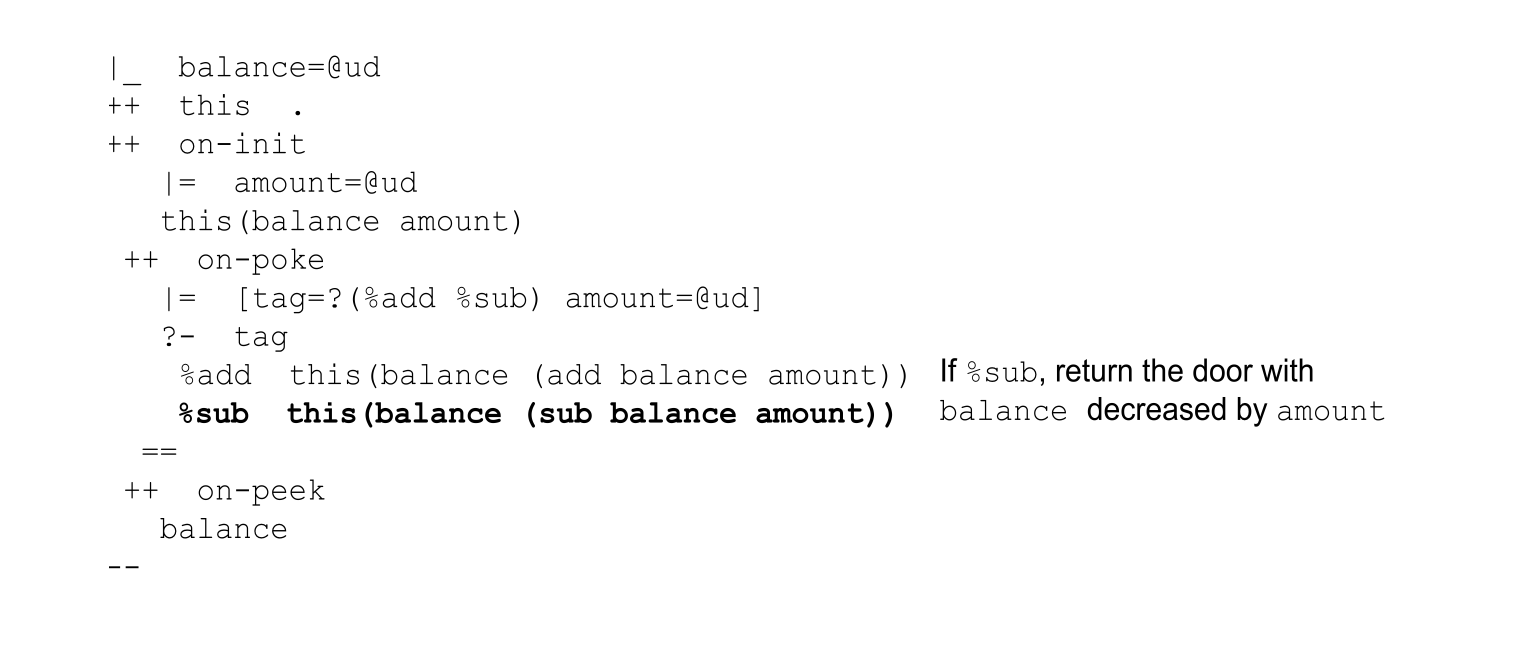 |_  balance=@ud
++  this  .
++  on-init
|=  amount=@ud
this(balance amount)
++  on-poke
|=  [tag=?(%add %sub) amount=@ud]
?-  tag
%add  this(balance (add balance amount))
%sub  this(balance (sub balance amount))
If %sub, return the door with
balance decreased by amount
==
++  on-peek
balance
--